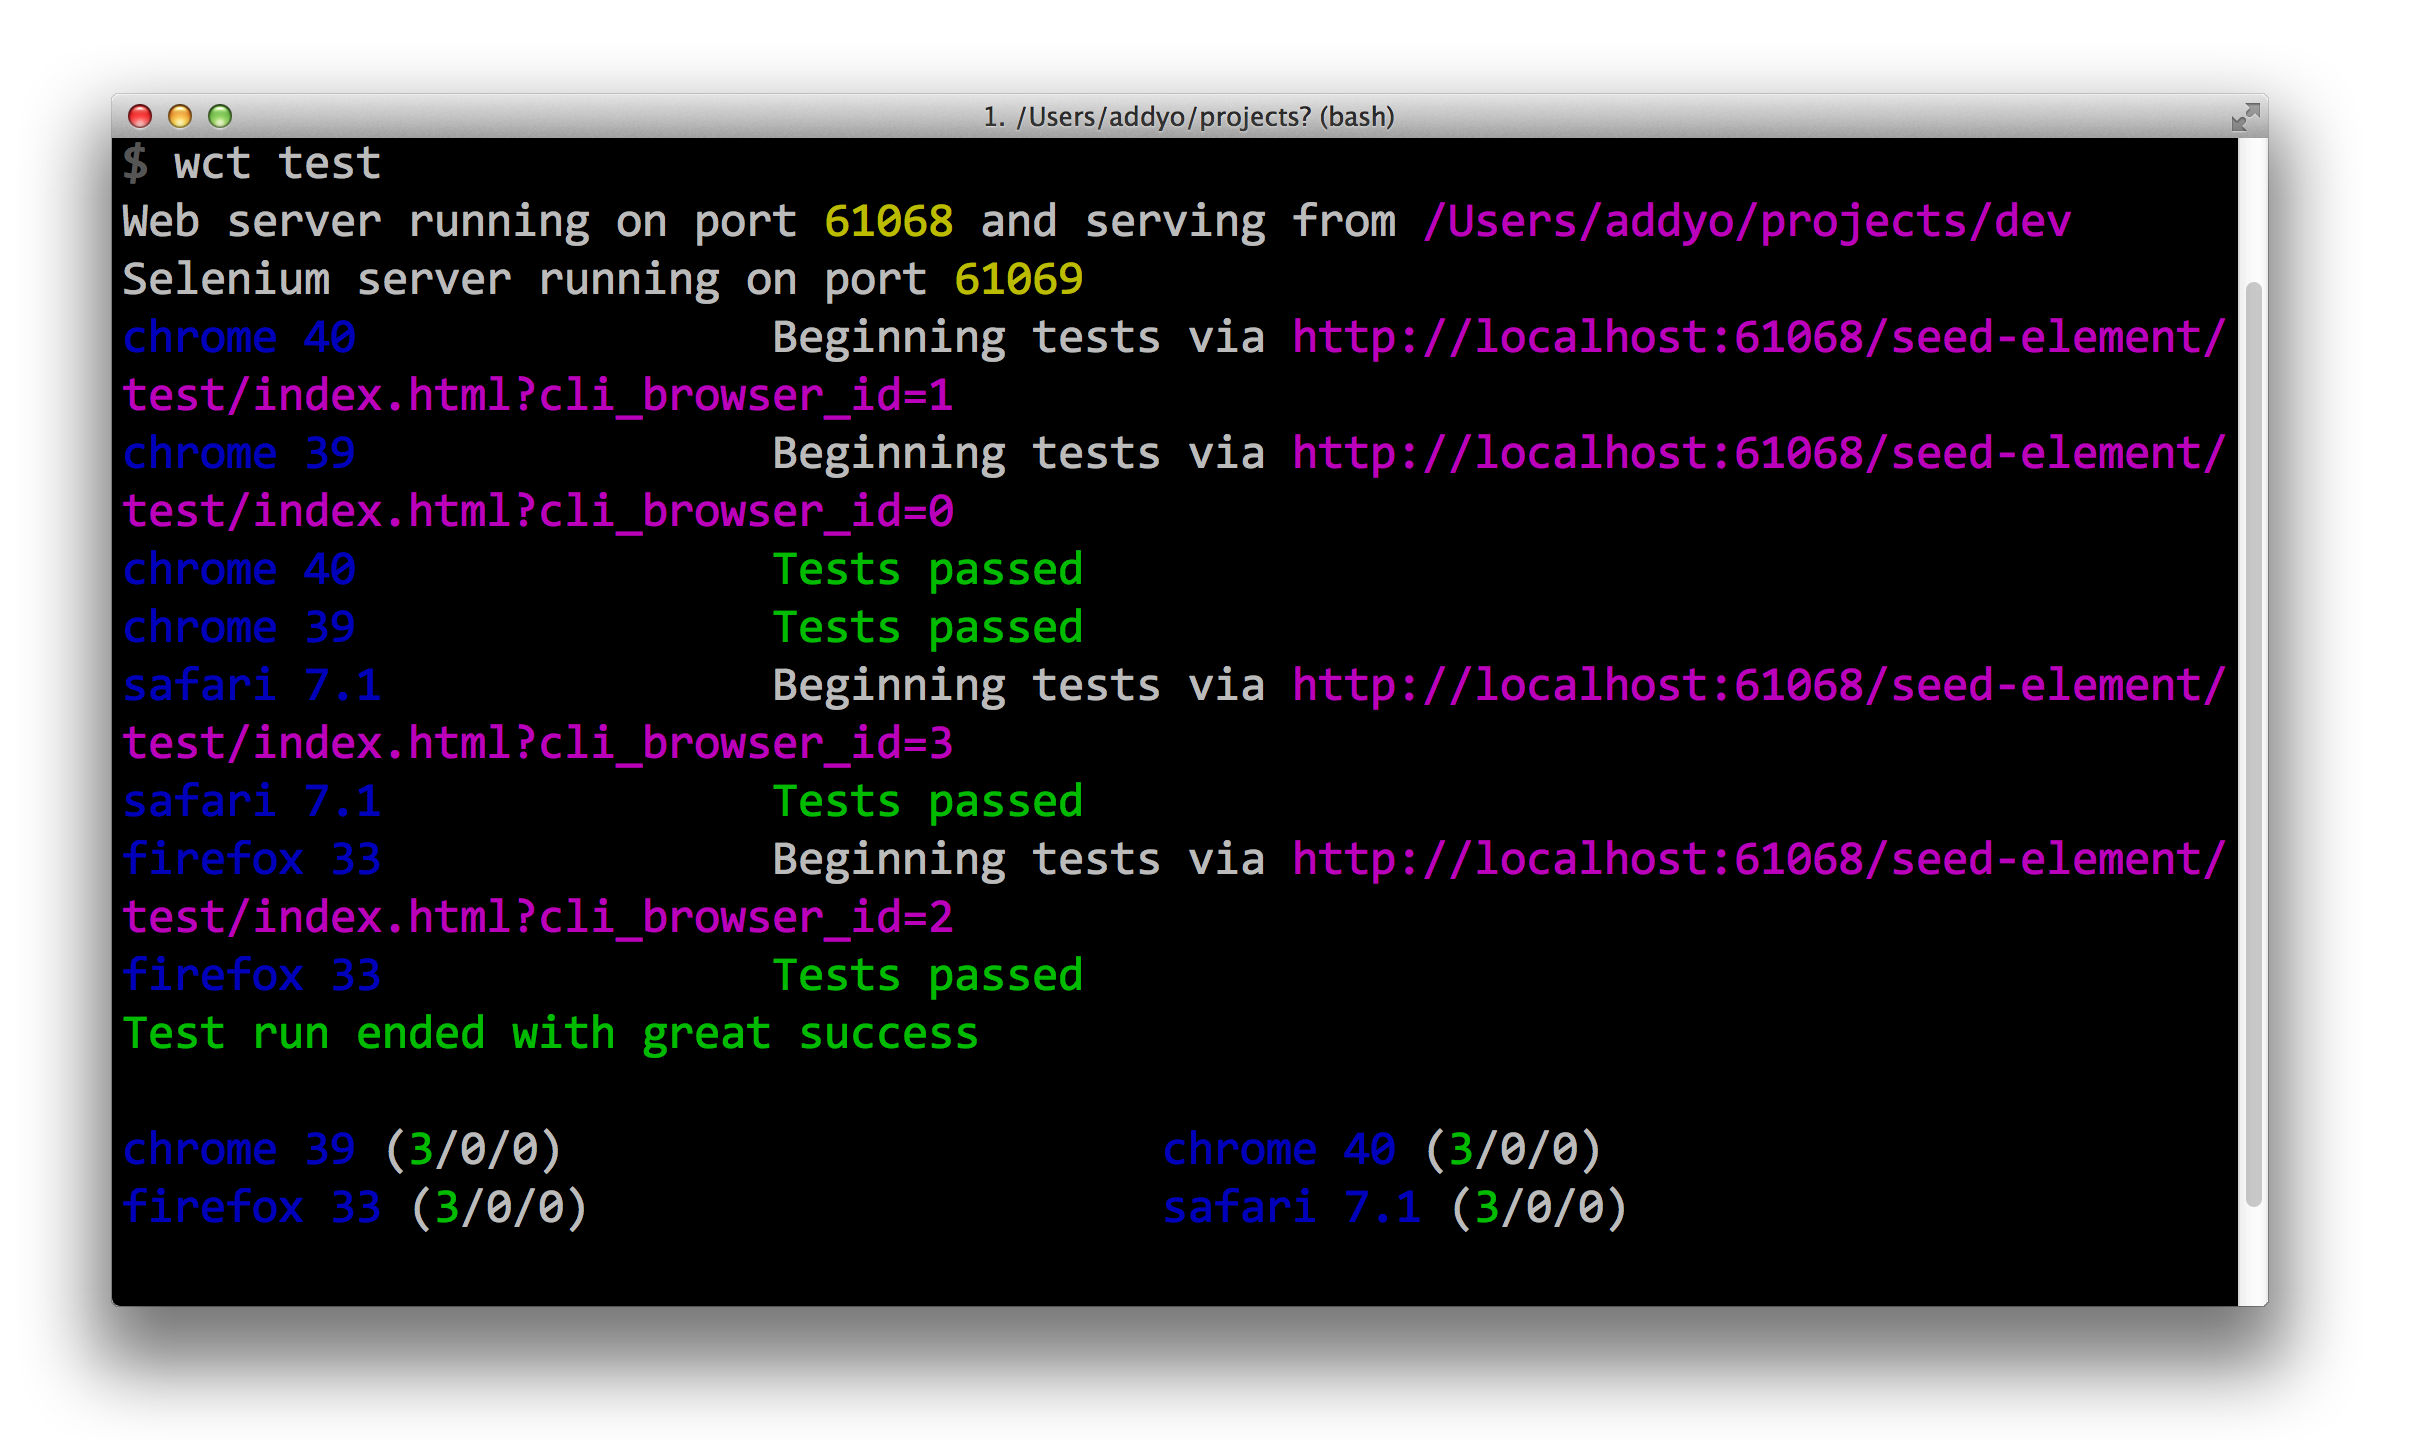 1. /Users/addyo/projects? (bash)
$ wct test
Web server running on port 61068 and serving from /Users/addyo/projects/dev
Selenium server running on port 61069
chrome 40                Beginning tests via http://localhost:61068/seed-element/
test/index.html?cli_browser_id=1
chrome 39                Beginning tests via http://localhost:61068/seed-element/
test/index.html?cli_browser_id=0
chrome 40                Tests passed
chrome 39                Tests passed
safari 7.1               Beginning tests via http://localhost:61068/seed-element/
test/index.html?cli_browser_id=3
safari 7.1               Tests passed
firefox 33               Beginning tests via http://localhost:61068/seed-element/
test/index.html?cli_browser_id=2
firefox 33               Tests passed
Test run ended with great success
chrome 39 (3/0/0)                       chrome 40 (3/0/0)
firefox 33 (3/0/0)                      safari 7.1 (3/0/0)